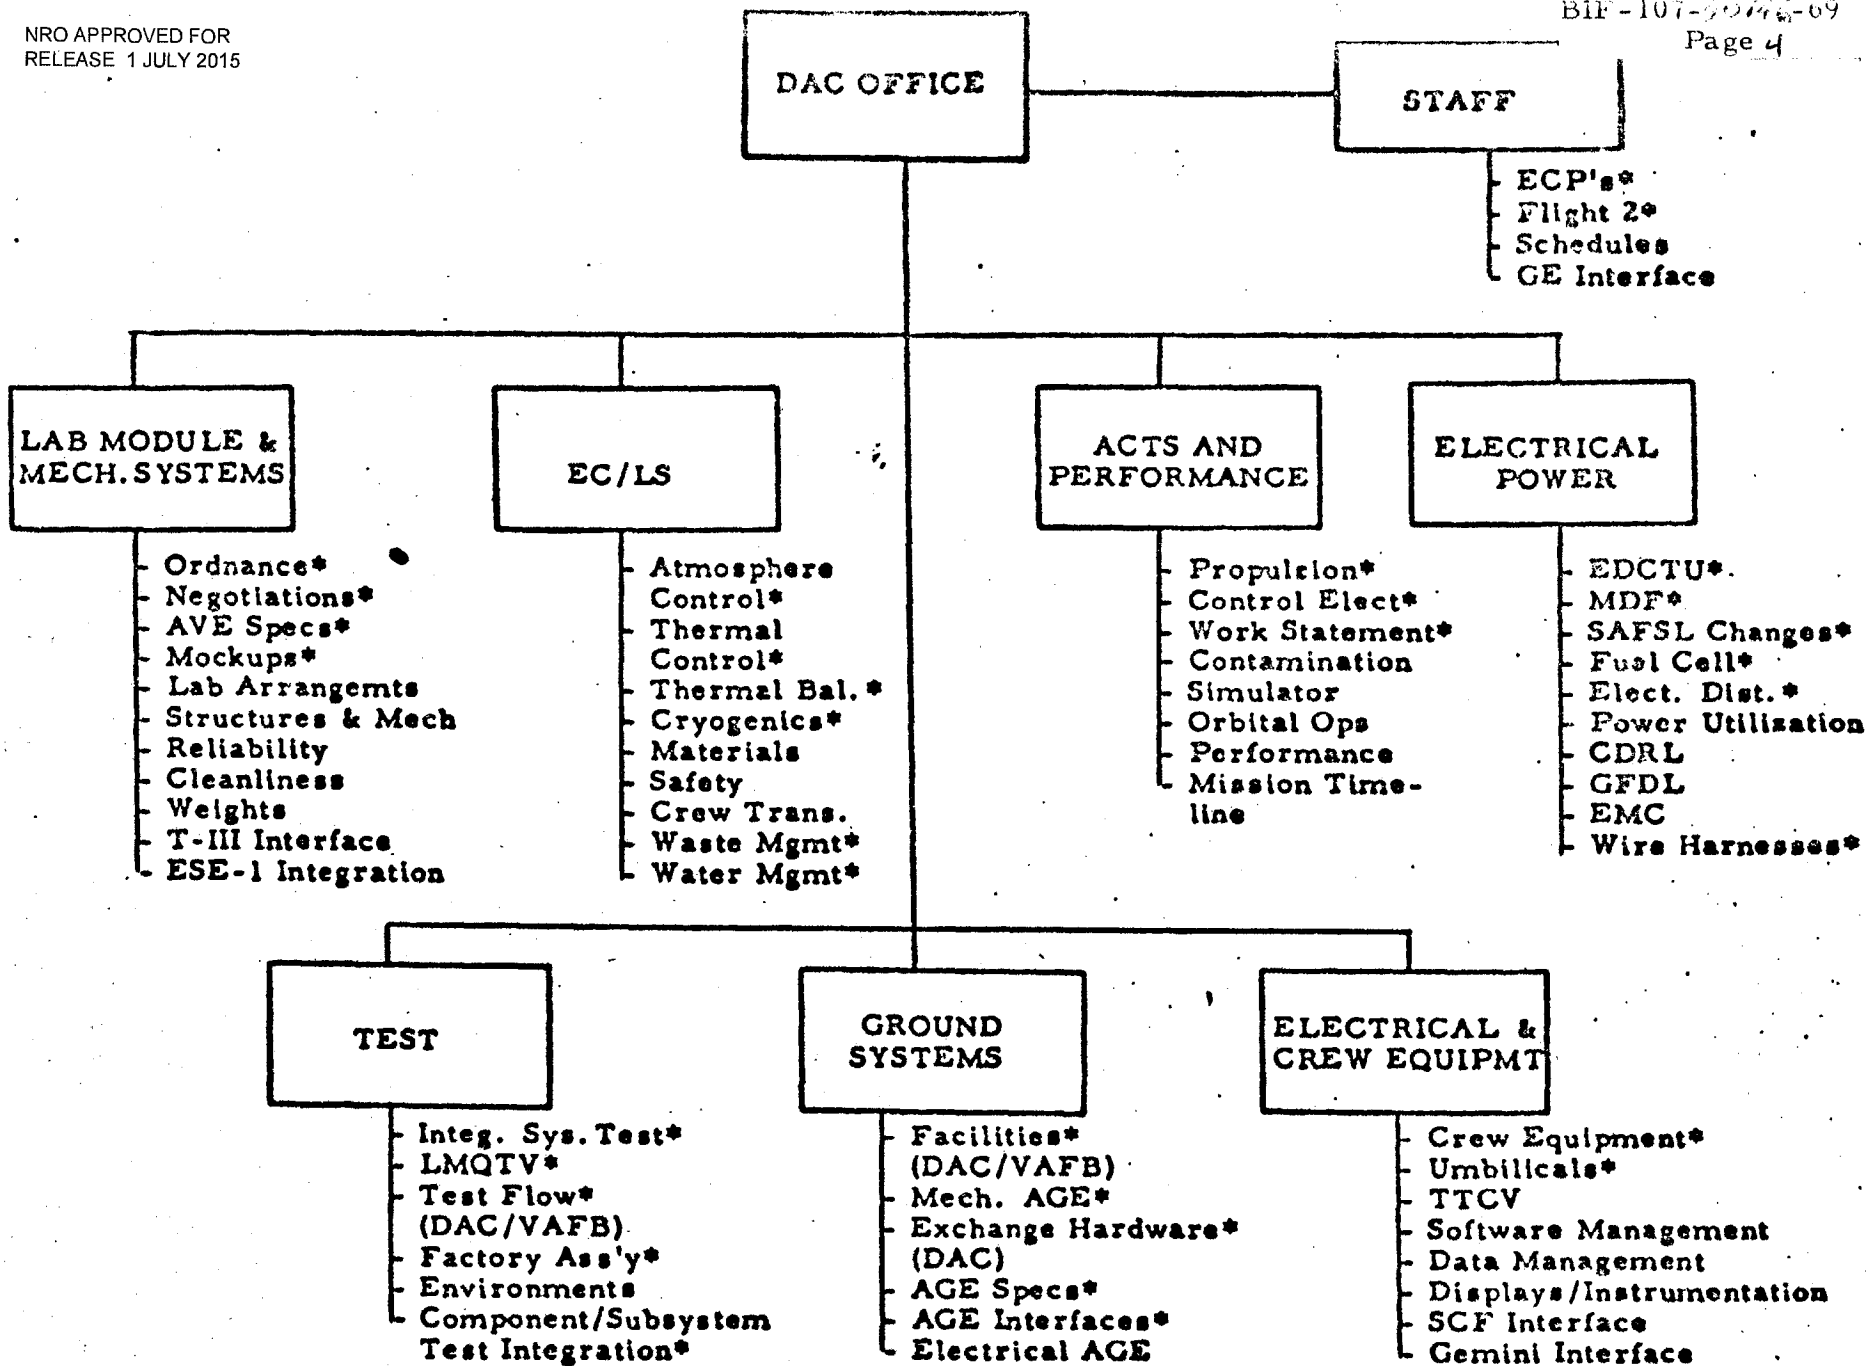 NRO APPROVED FOR
RELEASE 1 JULY 2015
Page 4
DAC OFFICE
STAFF
ECP's*
Flight 2*
Schedules
GE Interface
LAB MODULE &
MECH. SYSTEMS
Ordnance*
Negotiations*
AVE Specs*
Mockups*
Lab Arrangemts
Structures & Mech
Reliability
Cleanliness
Weights
T-III Interface
ESE-1 Integration
EC/LS
Atmosphere
Control*
Thermal
Control*
Thermal Bal.*
Cryogenics*
Materials
Safety
Crew Trans.
Waste Mgmt*
Water Mgmt*
ACTS AND
PERFORMANCE
Propulsion*
Control Elect*
Work Statement*
Contamination
Simulator
Orbital Ops
Performance
Mission Time-
line
ELECTRICAL
POWER
EDCTU*
MDF*
SAFSL Changes*
Fuel Cell*
Elect. Dist.*
Power Utilization
CDRL
GFDL
EMC
Wire Harnesses*
TEST
Integ. Sys. Test*
LMQTV*
Test Flow*
(DAC/VAFB)
Factory Ass'y*
Environments
Component/Subsystem
Test Integration*
GROUND
SYSTEMS
Facilities*
(DAC/VAFB)
Mech. AGE*
Exchange Hardware*
(DAC)
AGE Specs*
AGE Interfaces*
Electrical AGE
ELECTRICAL &
CREW EQUIPMT
Crew Equipment*
Umbilicals*
TTCV
Software Management
Data Management
Displays/Instrumentation
SCF Interface
Gemini Interface